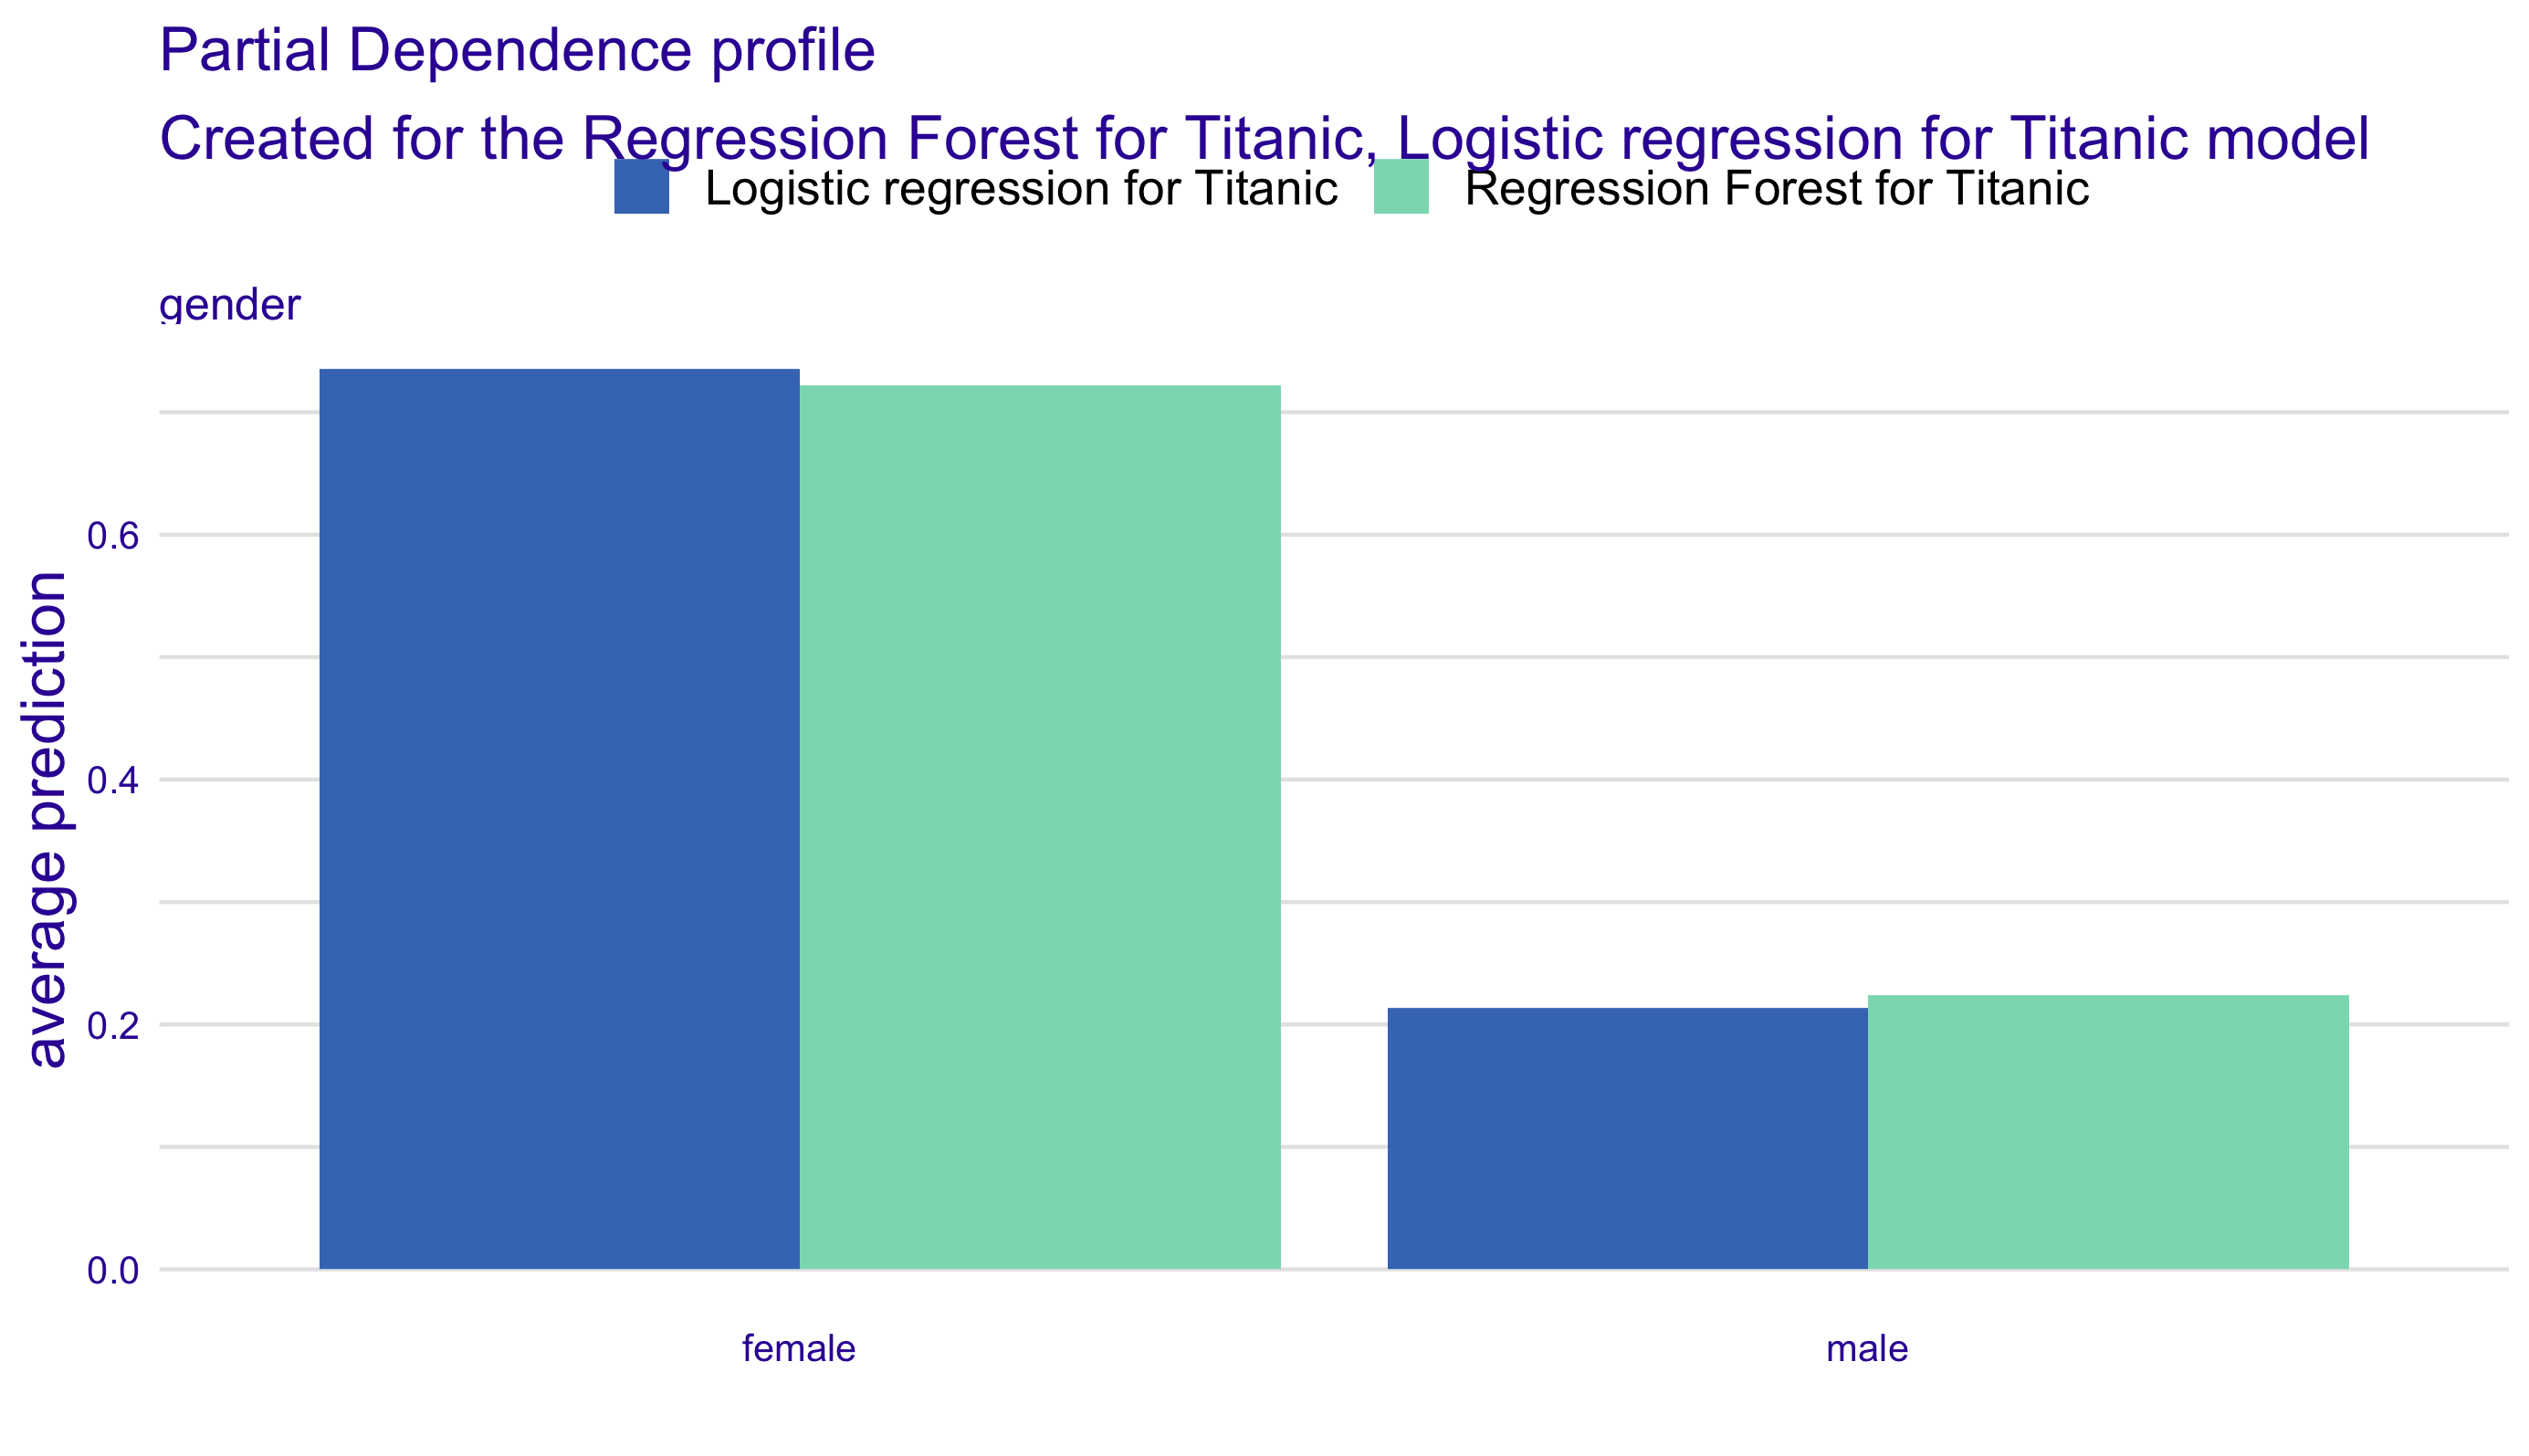 Partial Dependence profile
Created for the Regression Forest for Titanic, Logistic regression for Titanic model
Logistic regression for Titanic Regression Forest for Titanic
gender
average prediction
0.6
0.4
0.2
0.0
female male